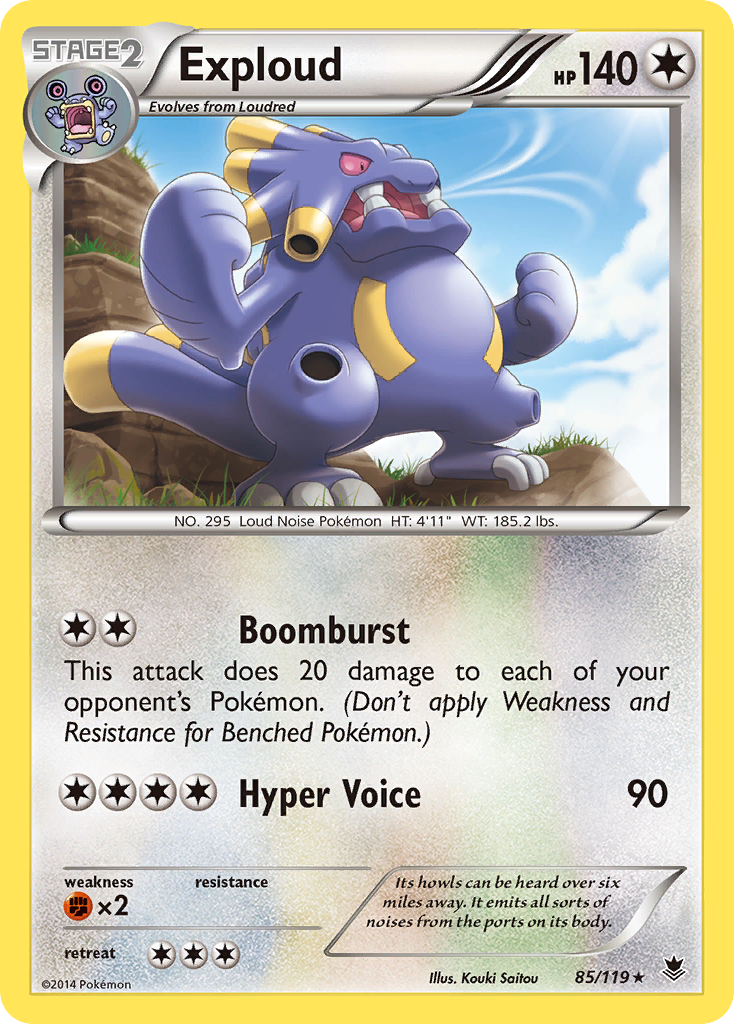 STAGE2
Exploud
HP140
Evolves from Loudred
NO. 295 Loud Noise Pokémon HT: 4'11" WT: 185.2 lbs.
Boomburst
This attack does 20 damage to each of your
opponent's Pokémon. (Don't apply Weakness and
Resistance for Benched Pokémon.)
Hyper Voice 90
weakness resistance
×2
Its howls can be heard over six
miles away. It emits all sorts of
noises from the ports on its body.
retreat
©2014 Pokémon
Illus. Kouki Saitou
85/119★